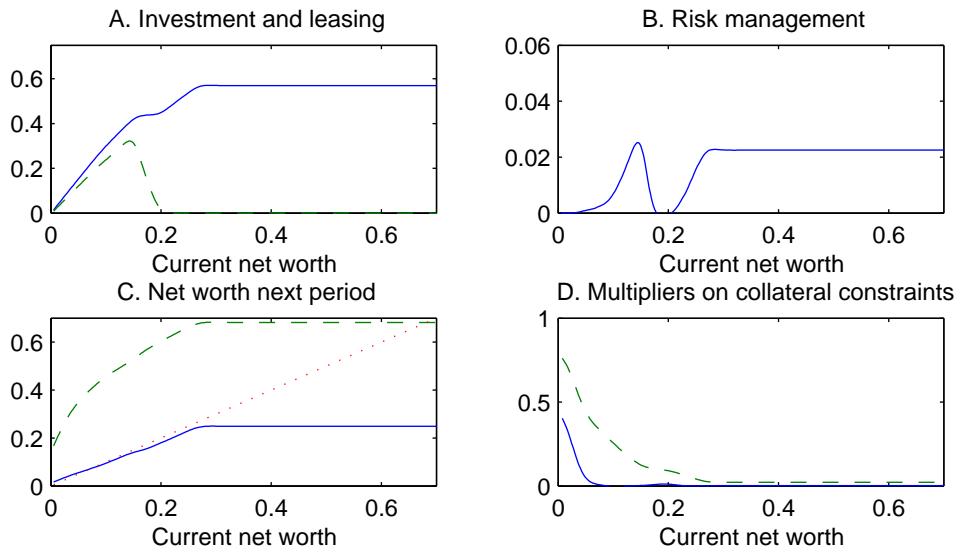 A. Investment and leasing
0.6
0.4
0.2
0
0 0.2 0.4 0.6
Current net worth
B. Risk management
0.06
0.04
0.02
0
0 0.2 0.4 0.6
Current net worth
C. Net worth next period
0.6
0.4
0.2
0
0 0.2 0.4 0.6
Current net worth
D. Multipliers on collateral constraints
1
0.5
0
0 0.2 0.4 0.6
Current net worth